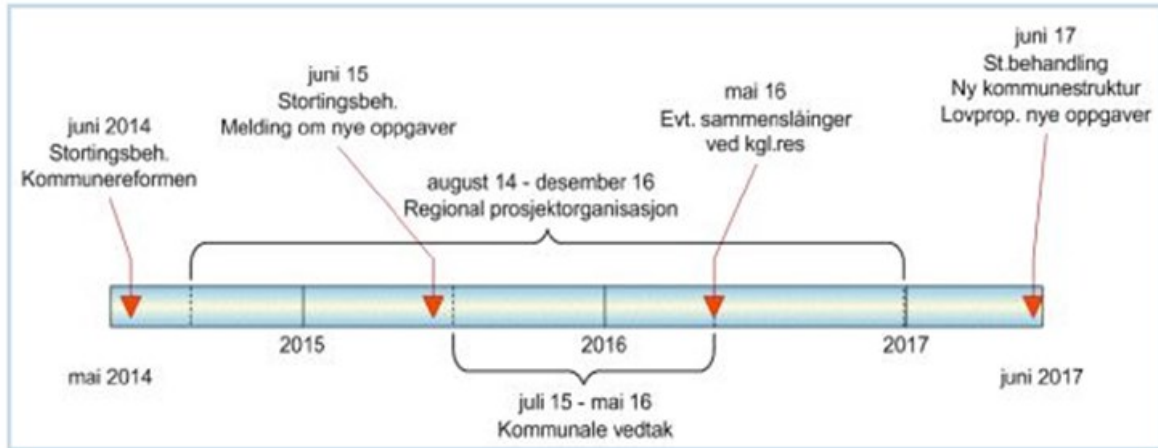 juni 2014
Stortingsbeh.
Kommunereformen
juni 15
Stortingsbeh.
Melding om nye oppgaver
august 14 - desember 16
Regional prosjektorganisasjon
mai 16
Evt. sammenslåinger
ved kgl.res
juni 17
St.behandling
Ny kommunestruktur
Lovprop. nye oppgaver
2015
2016
2017
mai 2014
juni 2017
juli 15 - mai 16
Kommunale vedtak